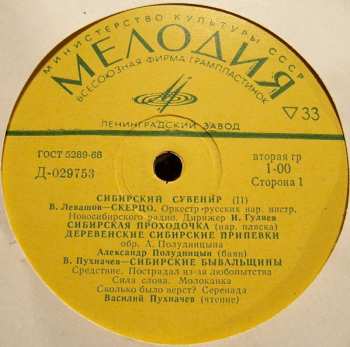 МИНИСТЕРСТВО КУЛЬТУРЫ СССР
МЕЛОДИЯ
ВСЕСОЮЗНАЯ ФИРМА ГРАМПЛАСТИНОК
▽33
ЛЕНИНГРАДСКИЙ ЗАВОД
ГОСТ 5289-68
Д-029753
вторая гр
1-00
Сторона 1
СИБИРСКИЙ СУВЕНИР (II)
В. Левашов—СКЕРЦО. Оркестр русских нар. инстр.
Новосибирского радио. Дирижер И. Гуляев
СИБИРСКАЯ ПРОХОДОЧКА (нар. пляска)
ДЕРЕВЕНСКИЕ СИБИРСКИЕ ПРИПЕВКИ
обр. А. Полудницына
Александр Полудницын (баян)
В. Пухначев—СИБИРСКИЕ БЫВАЛЬЩИНЫ
Средствие. Пострадал из-за любопытства
Сила слова. Молоканка
Сколько было верст? Серенада
Василий Пухначев (чтение)